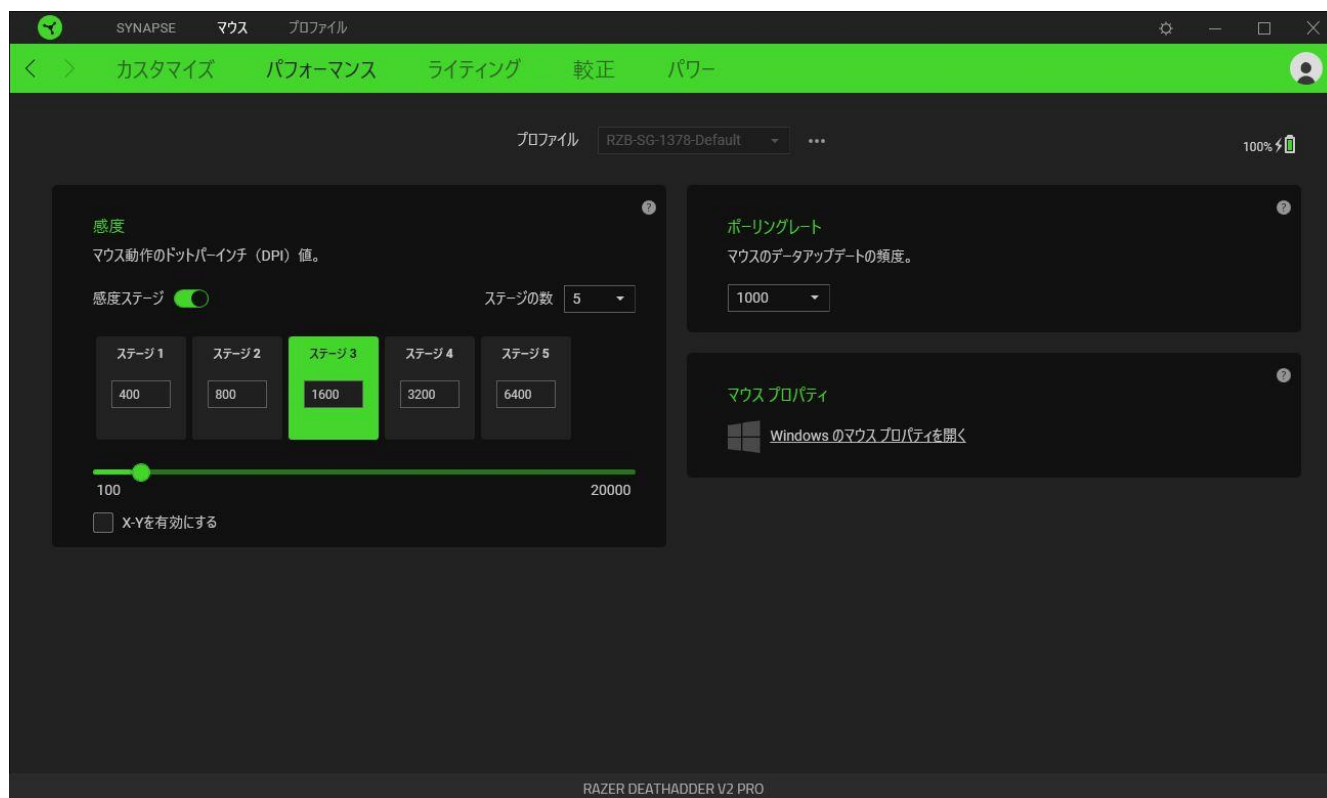 SYNAPSE マウス プロファイル
カスタマイズ パフォーマンス ライティング 較正 パワー
プロファイル RZB-SG-1378-Default
100%
感度
マウス動作のドットパーインチ（DPI）値。
感度ステージ ステージの数 5
ステージ 1 ステージ 2 ステージ 3 ステージ 4 ステージ 5
400 800 1600 3200 6400
100 20000
X-Yを有効にする
ポーリングレート
マウスのデータアップデートの頻度。
1000
マウス プロパティ
Windows のマウス プロパティを開く
RAZER DEATHADDER V2 PRO